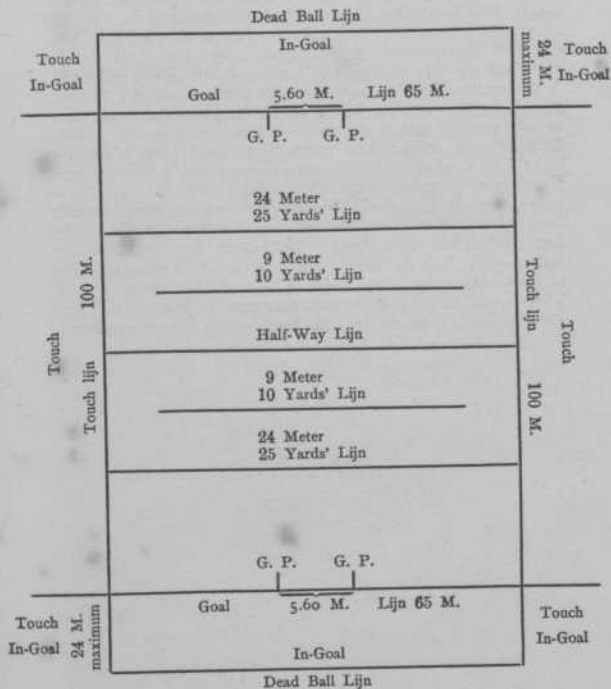 Dead Ball Lijn
In-Goal
Touch
In-Goal
24 M.
maximum
Touch
In-Goal
Goal 5.60 M. Lijn 65 M.
G. P. G. P.
24 Meter
25 Yards' Lijn
9 Meter
10 Yards' Lijn
Half-Way Lijn
9 Meter
10 Yards' Lijn
24 Meter
25 Yards' Lijn
Touch
Touch lijn 100 M.
Touch lijn 100 M.
Touch
G. P. G. P.
Goal 5.60 M. Lijn 65 M.
Touch
In-Goal
24 M.
maximum
Touch
In-Goal
In-Goal
Dead Ball Lijn